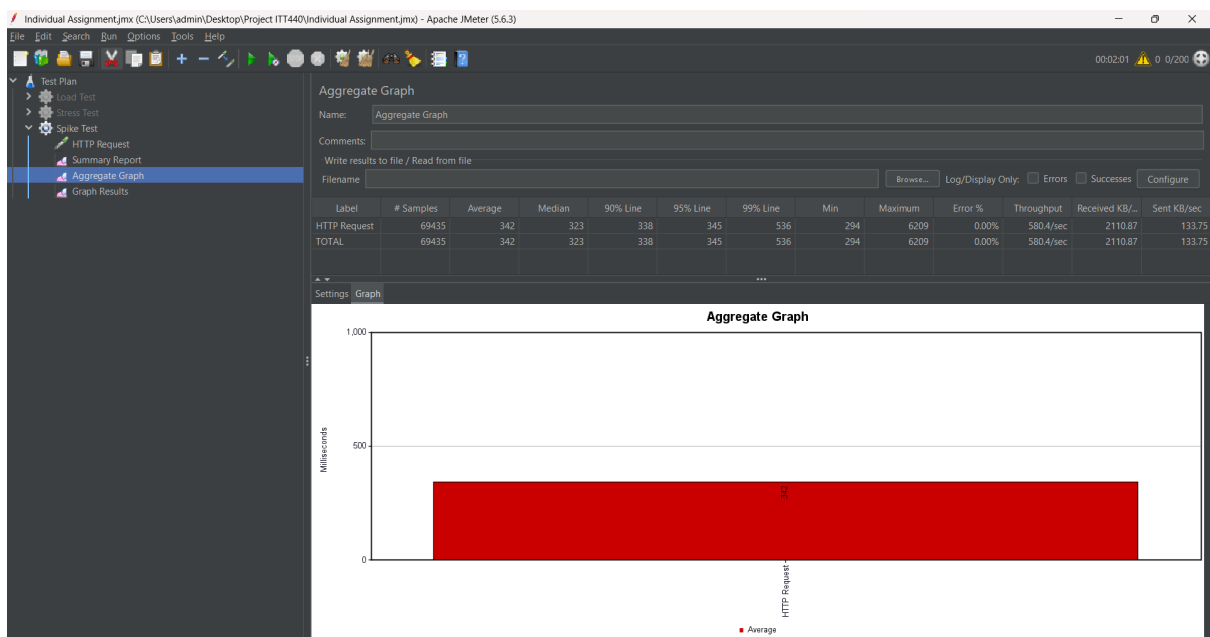 Individual Assignment.jmx (C:\Users\admin\Desktop\Project ITT440\Individual Assignment.jmx) - Apache JMeter (5.6.3)
File Edit Search Run Options Tools Help
00:02:01 0 0/200
Test Plan
Load Test
Stress Test
Spike Test
HTTP Request
Summary Report
Aggregate Graph
Graph Results
Aggregate Graph
Name: Aggregate Graph
Comments:
Write results to file / Read from file
Filename Browse... Log/Display Only: Errors Successes Configure
Label # Samples Average Median 90% Line 95% Line 99% Line Min Maximum Error % Throughput Received KB/... Sent KB/sec
HTTP Request 69435 342 323 338 345 536 294 6209 0.00% 580.4/sec 2110.87 133.75
TOTAL 69435 342 323 338 345 536 294 6209 0.00% 580.4/sec 2110.87 133.75
Settings Graph
Aggregate Graph
1,000
500
0
Milliseconds
342
HTTP Request
Average